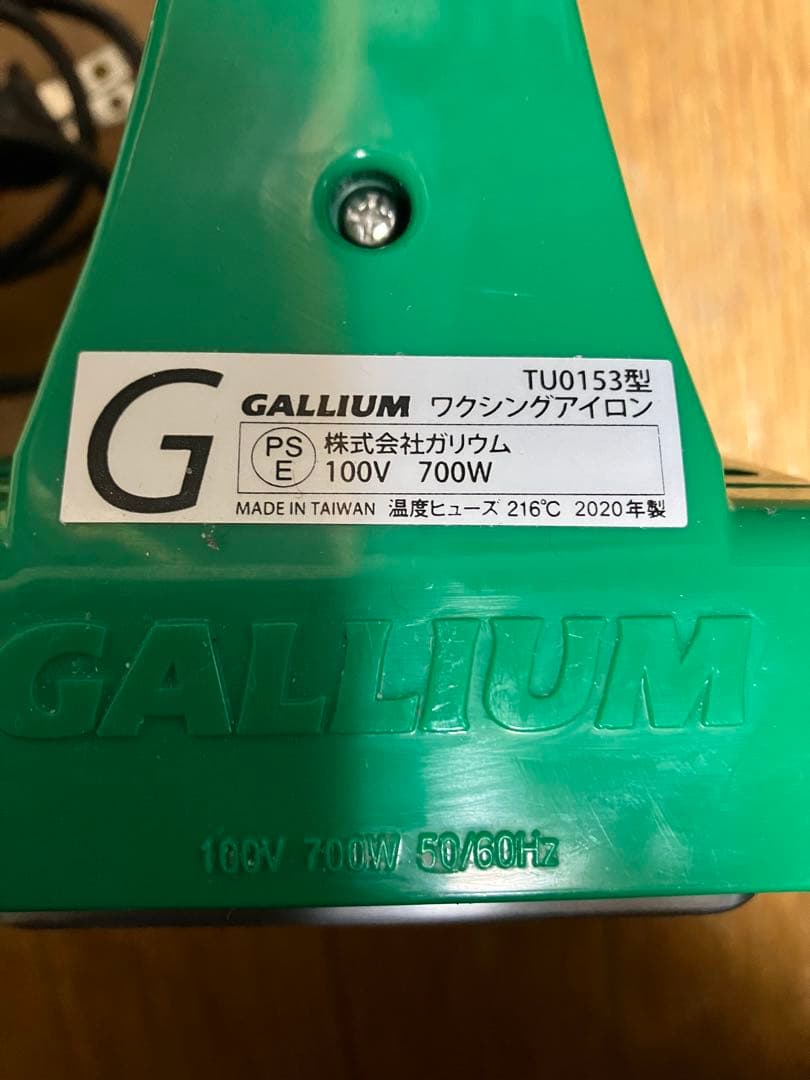 G
TU0153型
GALLIUM ワクシングアイロン
PS
E
株式会社ガリウム
100V 700W
MADE IN TAIWAN 温度ヒューズ 216℃ 2020年製
GALLIUM
100V 700W 50/60Hz